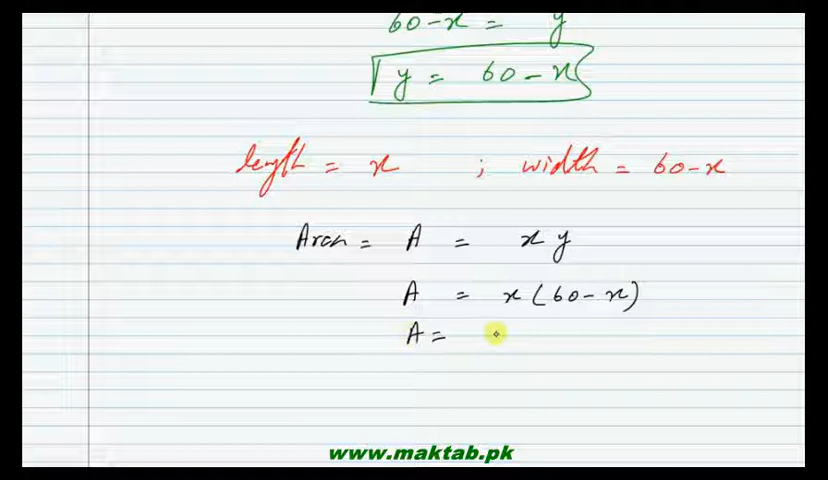 60-x = y
y = 60-x
length = x ; width = 60-x
Area = A = xy
A = x(60-x)
A =
www.maktab.pk